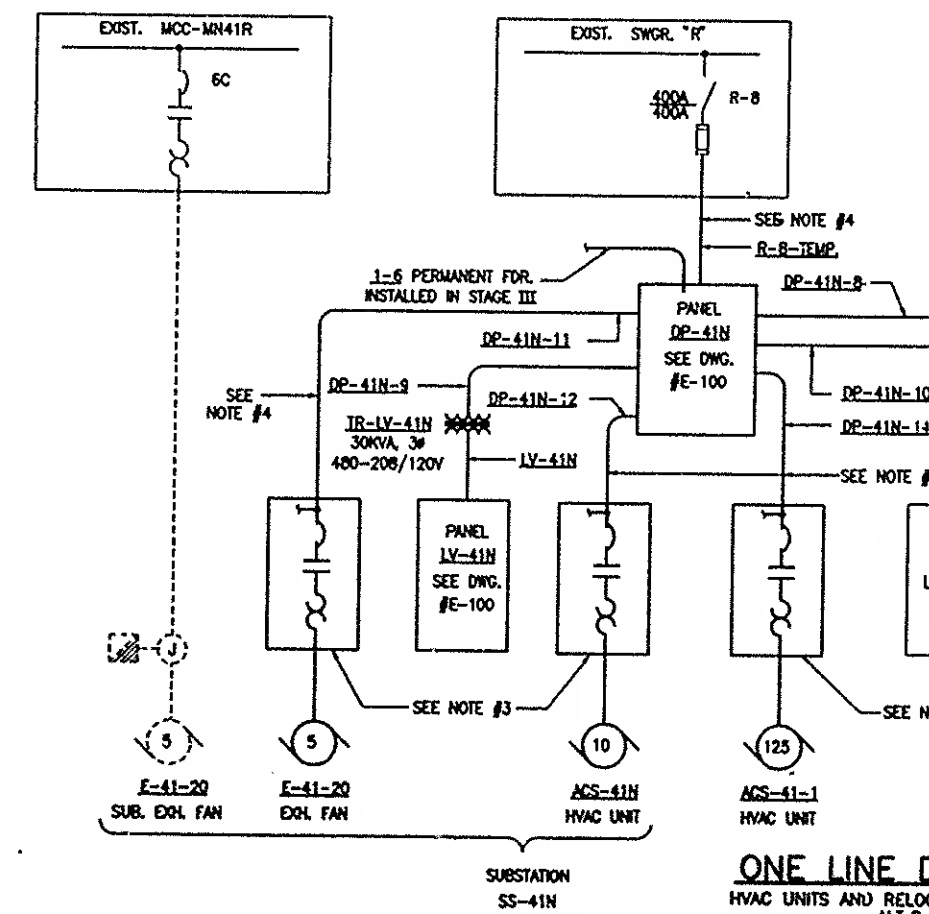 EXIST. MCC-MN41R
6C
EXIST. SWGR. "R"
400A
400A
R-8
SEE NOTE #4
R-8-TEMP.
1-6 PERMANENT FDR.
INSTALLED IN STAGE III
DP-41N-8
PANEL
DP-41N
SEE DWG.
#E-100
DP-41N-11
DP-41N-9
SEE
NOTE #4
DP-41N-12
DP-41N-10
TR-LV-41N
30KVA, 3ø
480-208/120V
LV-41N
DP-41N-14
SEE NOTE #
PANEL
LV-41N
SEE DWG.
#E-100
L
J
SEE NOTE #3
SEE N
5
5
10
125
E-41-20
SUB. EXH. FAN
E-41-20
EXH. FAN
ACS-41N
HVAC UNIT
ACS-41-1
HVAC UNIT
SUBSTATION
SS-41N
ONE LINE D
HVAC UNITS AND RELOC